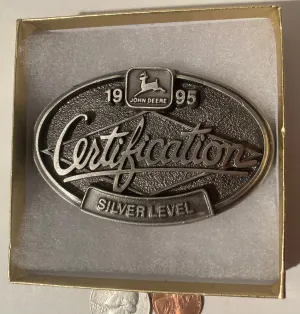 JOHN DEERE
19 95
Certification
SILVER LEVEL